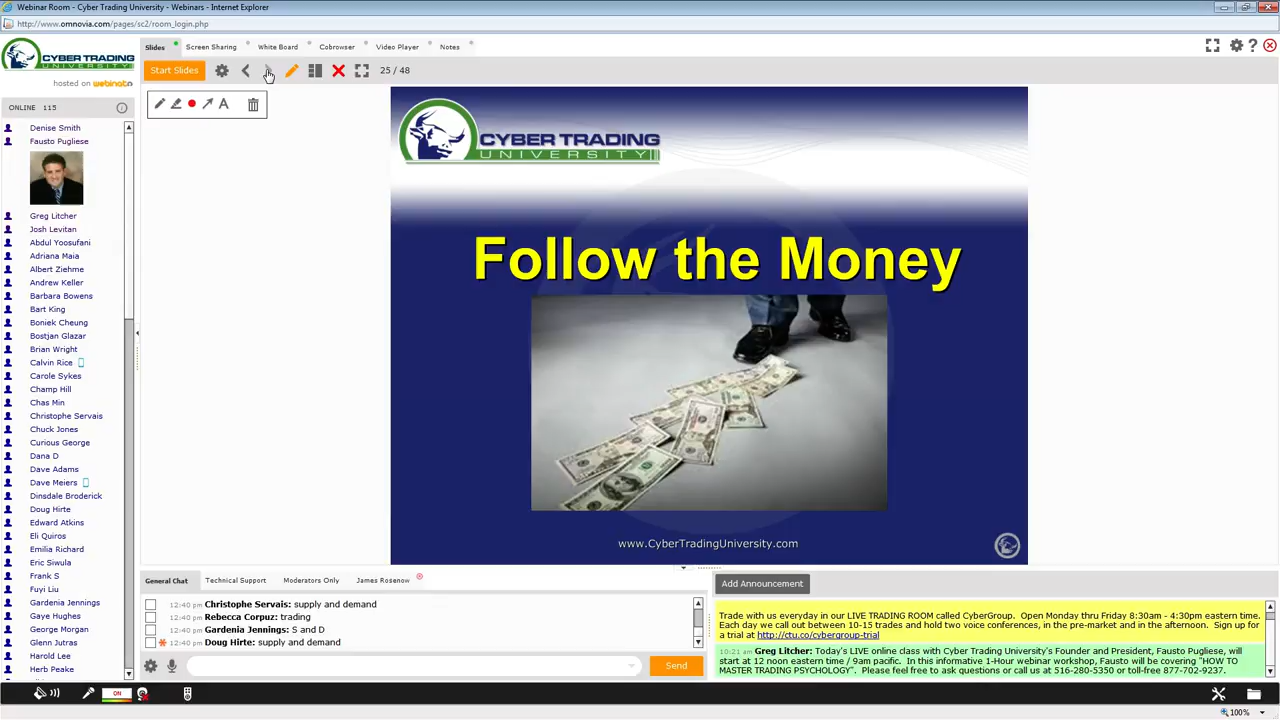 Webinar Room - Cyber Trading University - Webinars - Internet Explorer
http://www.omnovia.com/pages/sc2/room_login.php
CYBER TRADING
UNIVERSITY
hosted on webinato
Slides
Screen Sharing
White Board
Cobrowser
Video Player
Notes
Start Slides
25 / 48
A
ONLINE 115
Denise Smith
Fausto Pugliese
Greg Litcher
Josh Levitan
Abdul Yoosufani
Adriana Maia
Albert Ziehme
Andrew Keller
Barbara Bowens
Bart King
Boniek Cheung
Bostjan Glazar
Brian Wright
Calvin Rice
Carole Sykes
Champ Hill
Chas Min
Christophe Servais
Chuck Jones
Curious George
Dana D
Dave Adams
Dave Meiers
Dinsdale Broderick
Doug Hirte
Edward Atkins
Eli Quiros
Emilia Richard
Eric Siwula
Frank S
Fuyi Liu
Gardenia Jennings
Gaye Hughes
George Morgan
Glenn Jutras
Harold Lee
Herb Peake
CYBER TRADING
UNIVERSITY
Follow the Money
www.CyberTradingUniversity.com
General Chat
Technical Support
Moderators Only
James Rosenow
12:40 pm Christophe Servais: supply and demand
12:40 pm Rebecca Corpuz: trading
12:40 pm Gardenia Jennings: S and D
12:40 pm Doug Hirte: supply and demand
Send
Add Announcement
Trade with us everyday in our LIVE TRADING ROOM called CyberGroup. Open Monday thru Friday 8:30am - 4:30pm eastern time.
Each day we call out between 10-15 trades and hold two voice conferences, in the pre-market and in the afternoon. Sign up for
a trial at http://ctu.co/cybergroup-trial
10:21 am Greg Litcher: Today's LIVE online class with Cyber Trading University's Founder and President, Fausto Pugliese, will
start at 12 noon eastern time / 9am pacific. In this informative 1-Hour webinar workshop, Fausto will be covering "HOW TO
MASTER TRADING PSYCHOLOGY". Please feel free to ask questions or call us at 516-280-5350 or toll-free 877-702-9237.
ON
100%